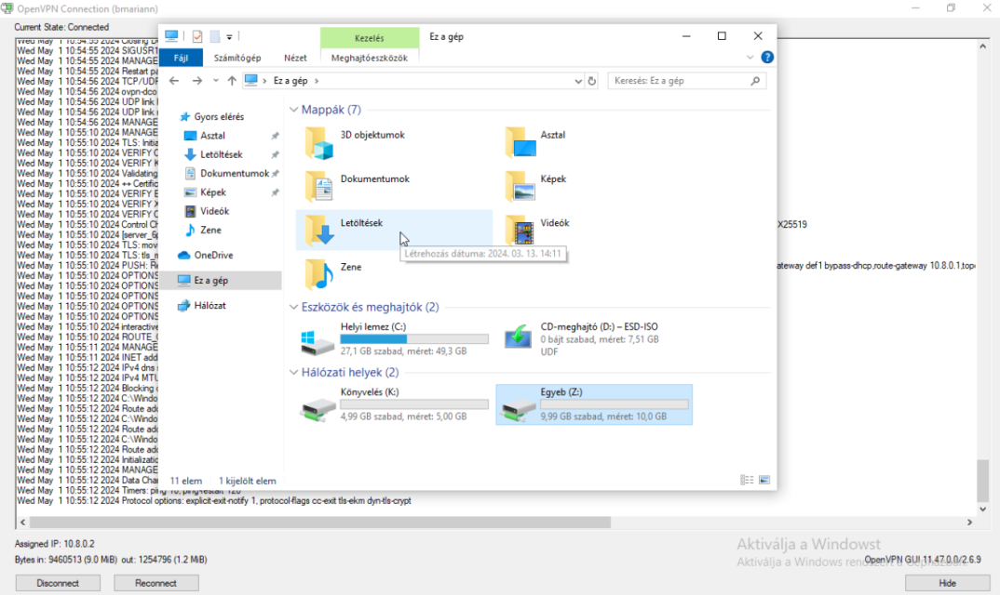 OpenVPN Connection (bmariann)
Current State: Connected
Wed May 1 10:54:55 2024 Closing
Wed May 1 10:54:55 2024 SIGUSR1
Wed May 1 10:54:55 2024 MANAGE
Wed May 1 10:54:55 2024 Restart pa
Wed May 1 10:54:56 2024 TCP/UDP
Wed May 1 10:54:56 2024 ovpn-dco
Wed May 1 10:54:56 2024 UDP link l
Wed May 1 10:54:56 2024 UDP link r
Wed May 1 10:54:56 2024 MANAGE
Wed May 1 10:55:10 2024 MANAGE
Wed May 1 10:55:10 2024 TLS: Initia
Wed May 1 10:55:10 2024 VERIFY
Wed May 1 10:55:10 2024 VERIFY K
Wed May 1 10:55:10 2024 Validating
Wed May 1 10:55:10 2024 ++ Certific
Wed May 1 10:55:10 2024 VERIFY E
Wed May 1 10:55:10 2024 VERIFY X
Wed May 1 10:55:10 2024 VERIFY
Wed May 1 10:55:10 2024 Control Ch
X25519
Wed May 1 10:55:10 2024 [server_6p
Wed May 1 10:55:10 2024 TLS: mov
Wed May 1 10:55:10 2024 TLS: tls_m
Wed May 1 10:55:10 2024 PUSH: Re
ateway def1 bypass-dhcp,route-gateway 10.8.0.1,topo
Wed May 1 10:55:10 2024 OPTIONS
Wed May 1 10:55:10 2024 OPTIONS
Wed May 1 10:55:10 2024 OPTIONS
Wed May 1 10:55:10 2024 OPTIONS
Wed May 1 10:55:10 2024 OPTIONS
Wed May 1 10:55:10 2024 interactive
Wed May 1 10:55:10 2024 ROUTE_G
Wed May 1 10:55:11 2024 MANAGE
Wed May 1 10:55:11 2024 INET add
Wed May 1 10:55:12 2024 IPv4 dns
Wed May 1 10:55:12 2024 IPv4 MTU
Wed May 1 10:55:12 2024 Blocking
Wed May 1 10:55:12 2024 C:\Windo
Wed May 1 10:55:12 2024 Route add
Wed May 1 10:55:12 2024 C:\Windo
Wed May 1 10:55:12 2024 Route add
Wed May 1 10:55:12 2024 C:\Windo
Wed May 1 10:55:12 2024 Route add
Wed May 1 10:55:12 2024 Initializatio
Wed May 1 10:55:12 2024 MANAGE
Wed May 1 10:55:12 2024 Data Chan
Wed May 1 10:55:12 2024 Timers: ping 10, ping-restart 120
Wed May 1 10:55:12 2024 Protocol options: explicit-exit-notify 1, protocol-flags cc-exit tls-ekm dyn-tls-crypt
Kezelés
Ez a gép
Fájl
Számítógép
Nézet
Meghajtóeszközök
Ez a gép
Keresés: Ez a gép
Gyors elérés
Asztal
Letöltések
Dokumentumok
Képek
Videók
Zene
OneDrive
Ez a gép
Hálózat
Mappák (7)
3D objektumok
Asztal
Dokumentumok
Képek
Letöltések
Videók
Létrehozás dátuma: 2024. 03. 13. 14:11
Zene
Eszközök és meghajtók (2)
Helyi lemez (C:)
27,1 GB szabad, méret: 49,3 GB
CD-meghajtó (D:) – ESD-ISO
0 bájt szabad, méret: 7,51 GB
UDF
Hálózati helyek (2)
Könyvelés (K:)
4,99 GB szabad, méret: 5,00 GB
Egyeb (Z:)
9,99 GB szabad, méret: 10,0 GB
11 elem
1 kijelölt elem
Assigned IP: 10.8.0.2
Bytes in: 9460513 (9.0 MiB) out: 1254796 (1.2 MiB)
Aktiválja a Windowst
Aktiválja a Windows
OpenVPN GUI 11.47.0.0/2.6.9
Disconnect
Reconnect
Hide